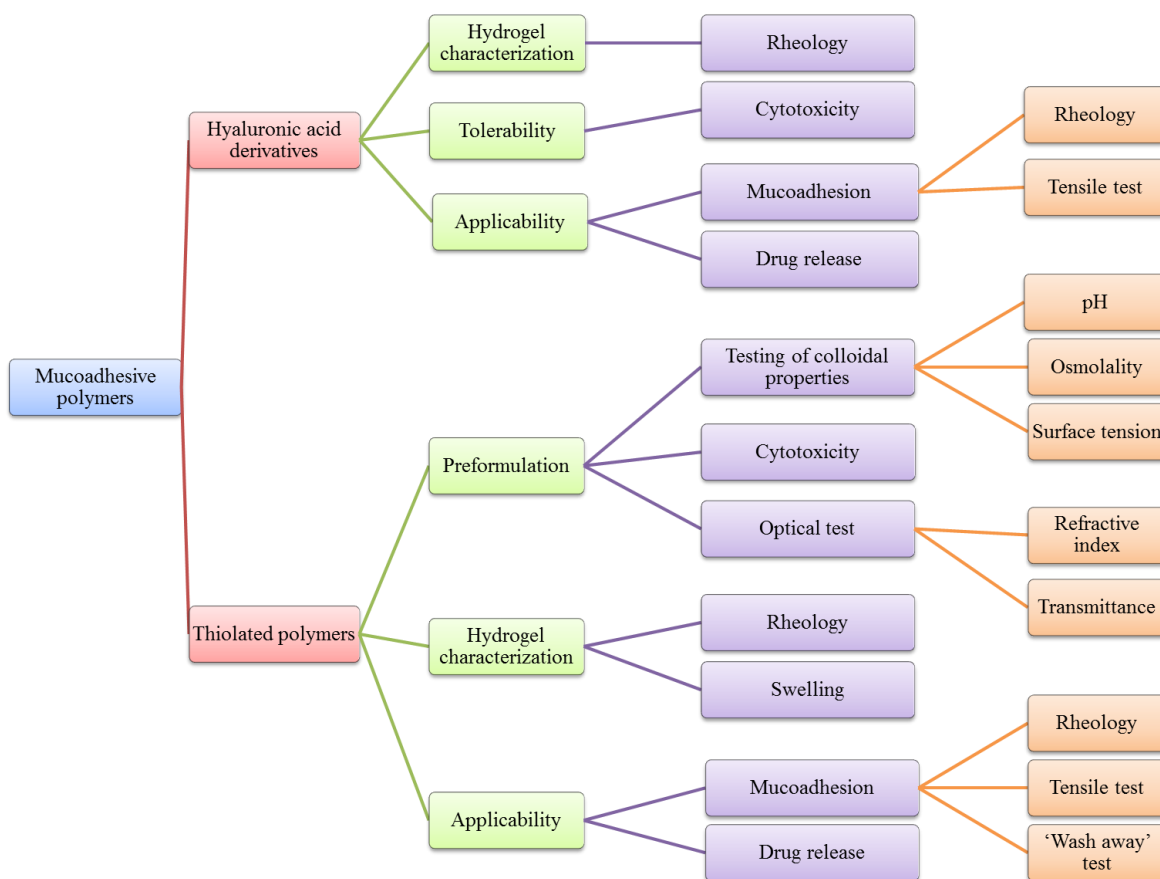 Mucoadhesive
polymers
Hyaluronic acid
derivatives
Hydrogel
characterization
Rheology
Tolerability
Cytotoxicity
Applicability
Mucoadhesion
Rheology
Tensile test
Drug release
Thiolated polymers
Preformulation
Testing of colloidal
properties
pH
Osmolality
Surface tension
Cytotoxicity
Optical test
Refractive
index
Transmittance
Hydrogel
characterization
Rheology
Swelling
Applicability
Mucoadhesion
Rheology
Tensile test
‘Wash away’
test
Drug release